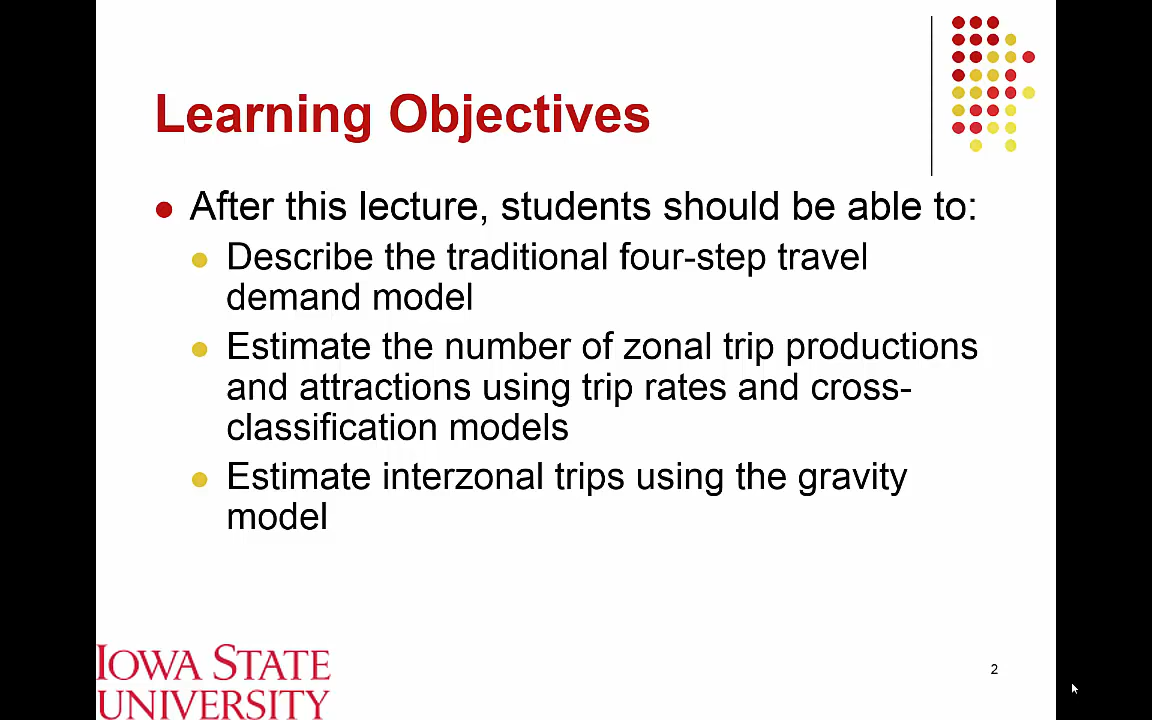 Learning Objectives
After this lecture, students should be able to:
Describe the traditional four-step travel
demand model
Estimate the number of zonal trip productions
and attractions using trip rates and cross-
classification models
Estimate interzonal trips using the gravity
model
IOWA STATE
UNIVERSITY
2